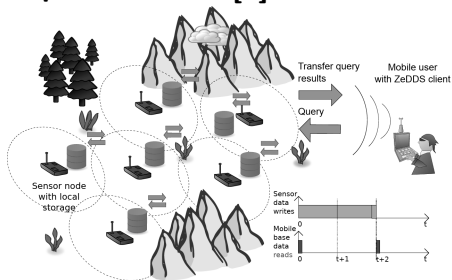 Transfer query
results
Mobile user
with ZeDDS client
Query
Sensor node
with local
storage
Sensor
data
writes
0
t
Mobile
base
data
reads
0
t+1
t+2
t